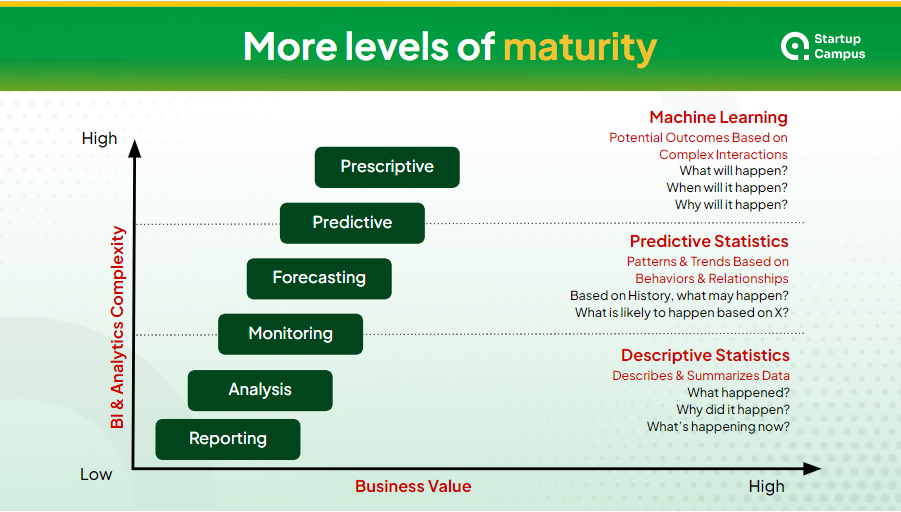 More levels of maturity
Startup
Campus
High
BI & Analytics Complexity
Low
Prescriptive
Predictive
Forecasting
Monitoring
Analysis
Reporting
Business Value
High
Machine Learning
Potential Outcomes Based on
Complex Interactions
What will happen?
When will it happen?
Why will it happen?
Predictive Statistics
Patterns & Trends Based on
Behaviors & Relationships
Based on History, what may happen?
What is likely to happen based on X?
Descriptive Statistics
Describes & Summarizes Data
What happened?
Why did it happen?
What's happening now?